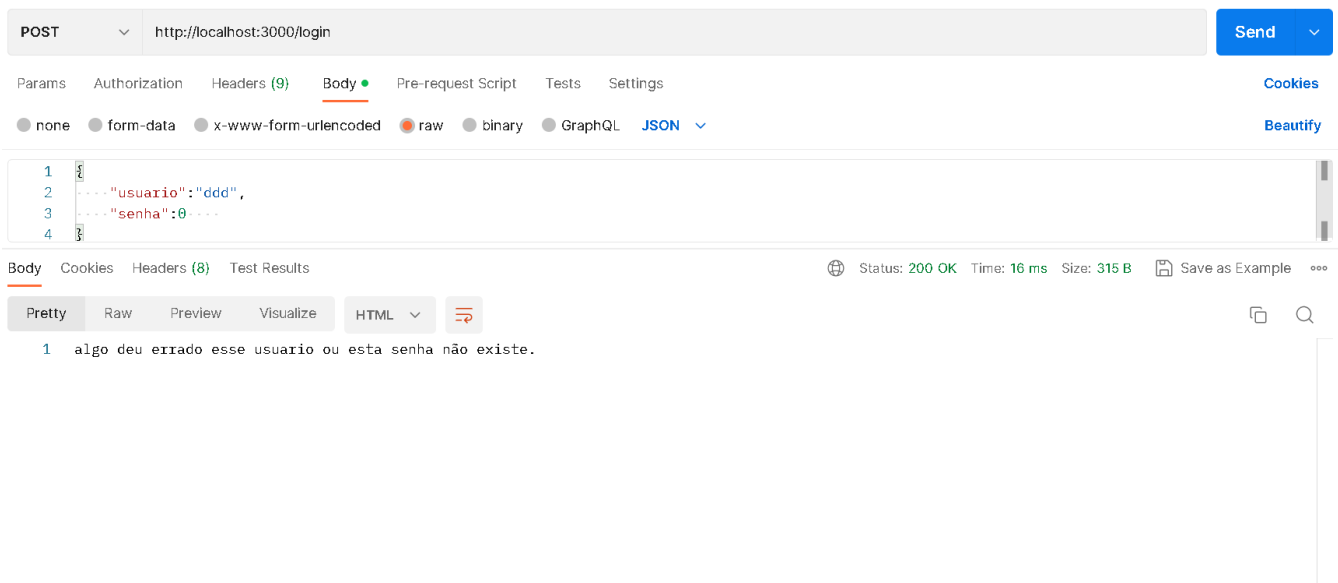 POST http://localhost:3000/login Send
Params Authorization Headers (9) Body Pre-request Script Tests Settings Cookies
none form-data x-www-form-urlencoded raw binary GraphQL JSON Beautify
1 {
2 "usuario":"ddd",
3 "senha":0
4 }
Body Cookies Headers (8) Test Results Status: 200 OK Time: 16 ms Size: 315 B Save as Example
Pretty Raw Preview Visualize HTML
1 algo deu errado esse usuario ou esta senha não existe.